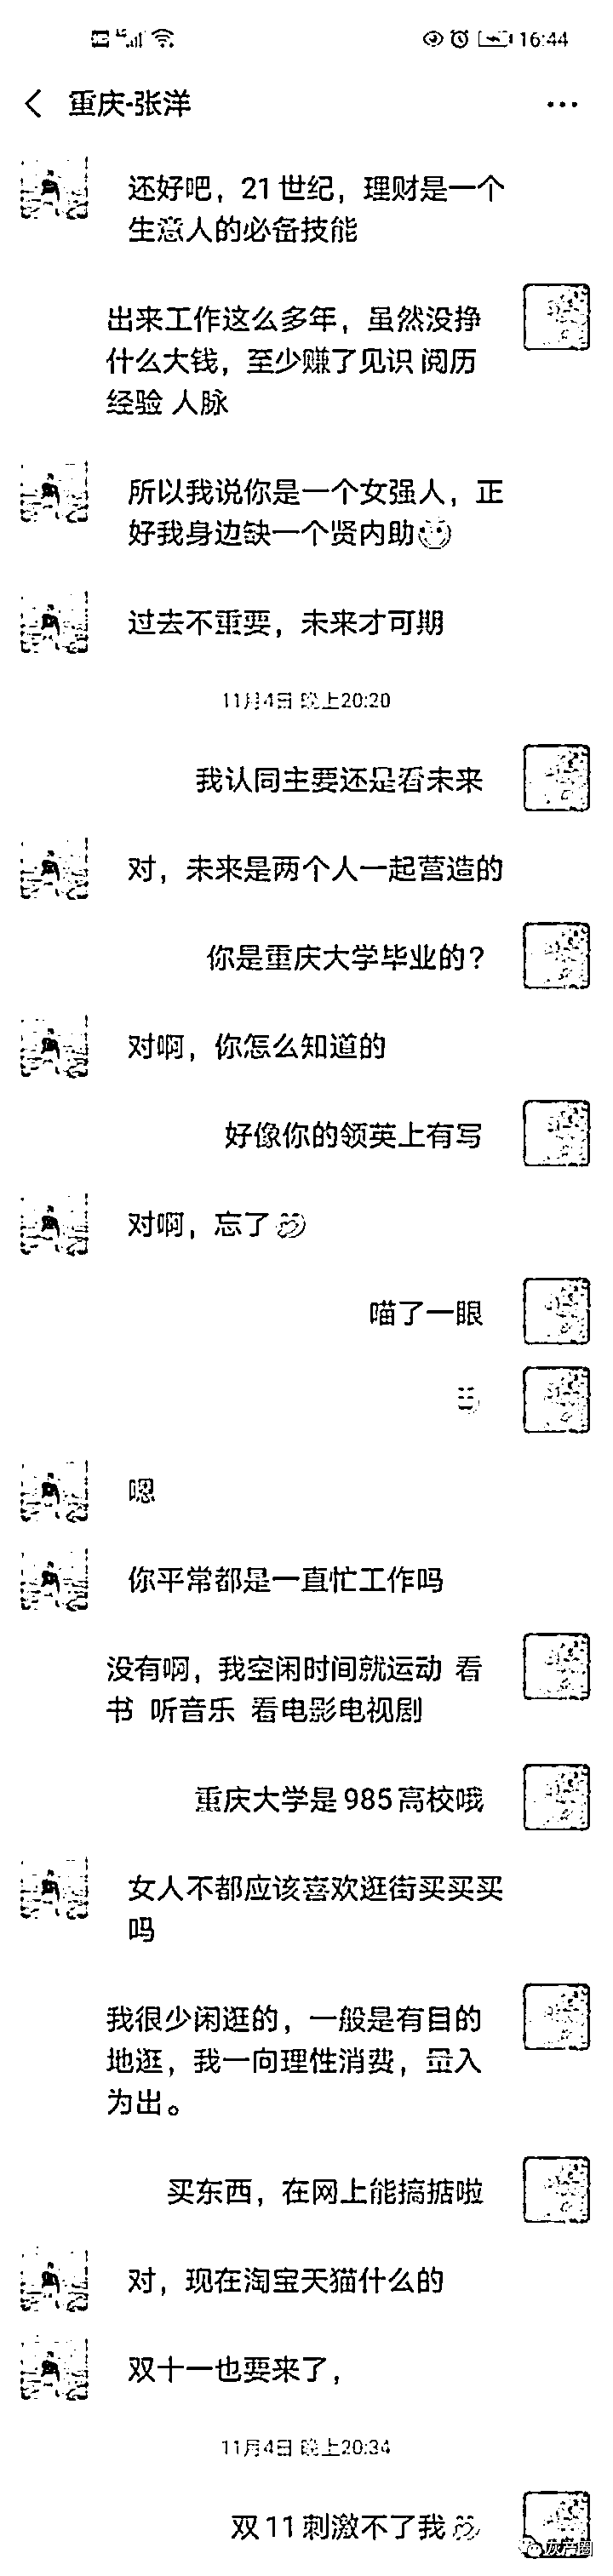 16:44
重庆-张洋
还好吧，21世纪，理财是一个
生意人的必备技能
出来工作这么多年，虽然没挣
什么大钱，至少赚了见识 阅历
经验 人脉
所以我说你是一个女强人，正
好我身边缺一个贤内助
过去不重要，未来才可期
11月4日 晚上20:20
我认同主要还是看未来
对，未来是两个人一起营造的
你是重庆大学毕业的？
对啊，你怎么知道的
好像你的领英上有写
对啊，忘了
喵了一眼
嗯
你平常都是一直忙工作吗
没有啊，我空闲时间就运动 看
书 听音乐 看电影电视剧
重庆大学是985高校哦
女人不都应该喜欢逛街买买买
吗
我很少闲逛的，一般是有目的
地逛，我一向理性消费，量入
为出。
买东西，在网上能搞掂啦
对，现在淘宝天猫什么的
双十一也要来了，
11月4日 晚上20:34
双11刺激不了我
灰产圈